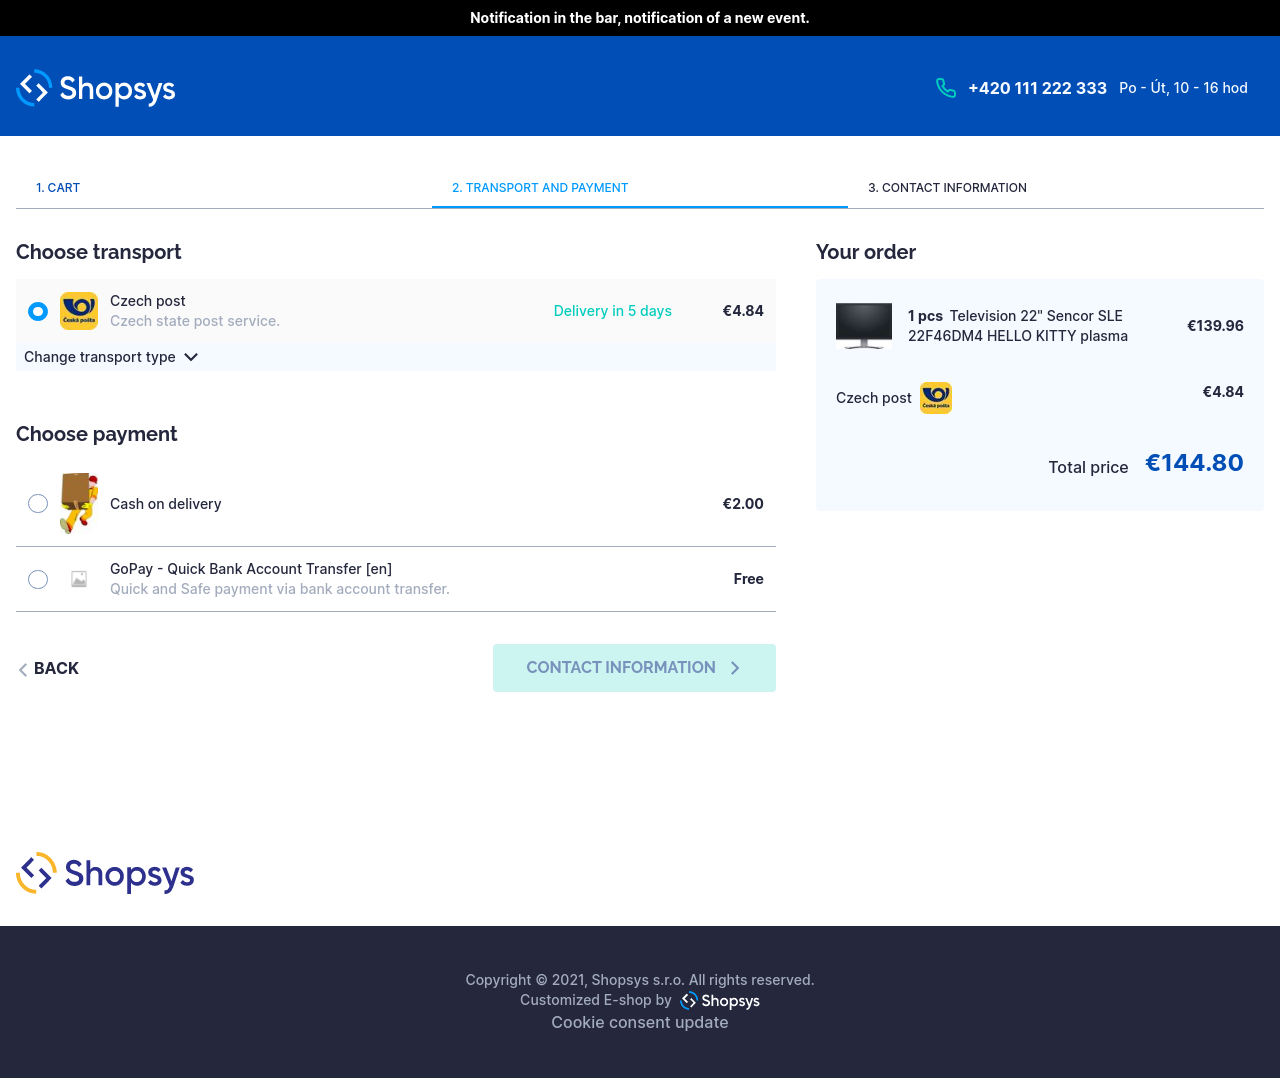 Notification in the bar, notification of a new event.
Shopsys
+420 111 222 333 Po - Út, 10 - 16 hod
1. CART
2. TRANSPORT AND PAYMENT
3. CONTACT INFORMATION
Choose transport
Czech post
Czech state post service.
Delivery in 5 days
€4.84
Change transport type
Choose payment
Cash on delivery
€2.00
GoPay - Quick Bank Account Transfer [en]
Quick and Safe payment via bank account transfer.
Free
BACK
CONTACT INFORMATION
Your order
1 pcs Television 22" Sencor SLE
22F46DM4 HELLO KITTY plasma
€139.96
Czech post
Česká pošta
€4.84
Total price €144.80
Shopsys
Copyright © 2021, Shopsys s.r.o. All rights reserved.
Customized E-shop by Shopsys
Cookie consent update